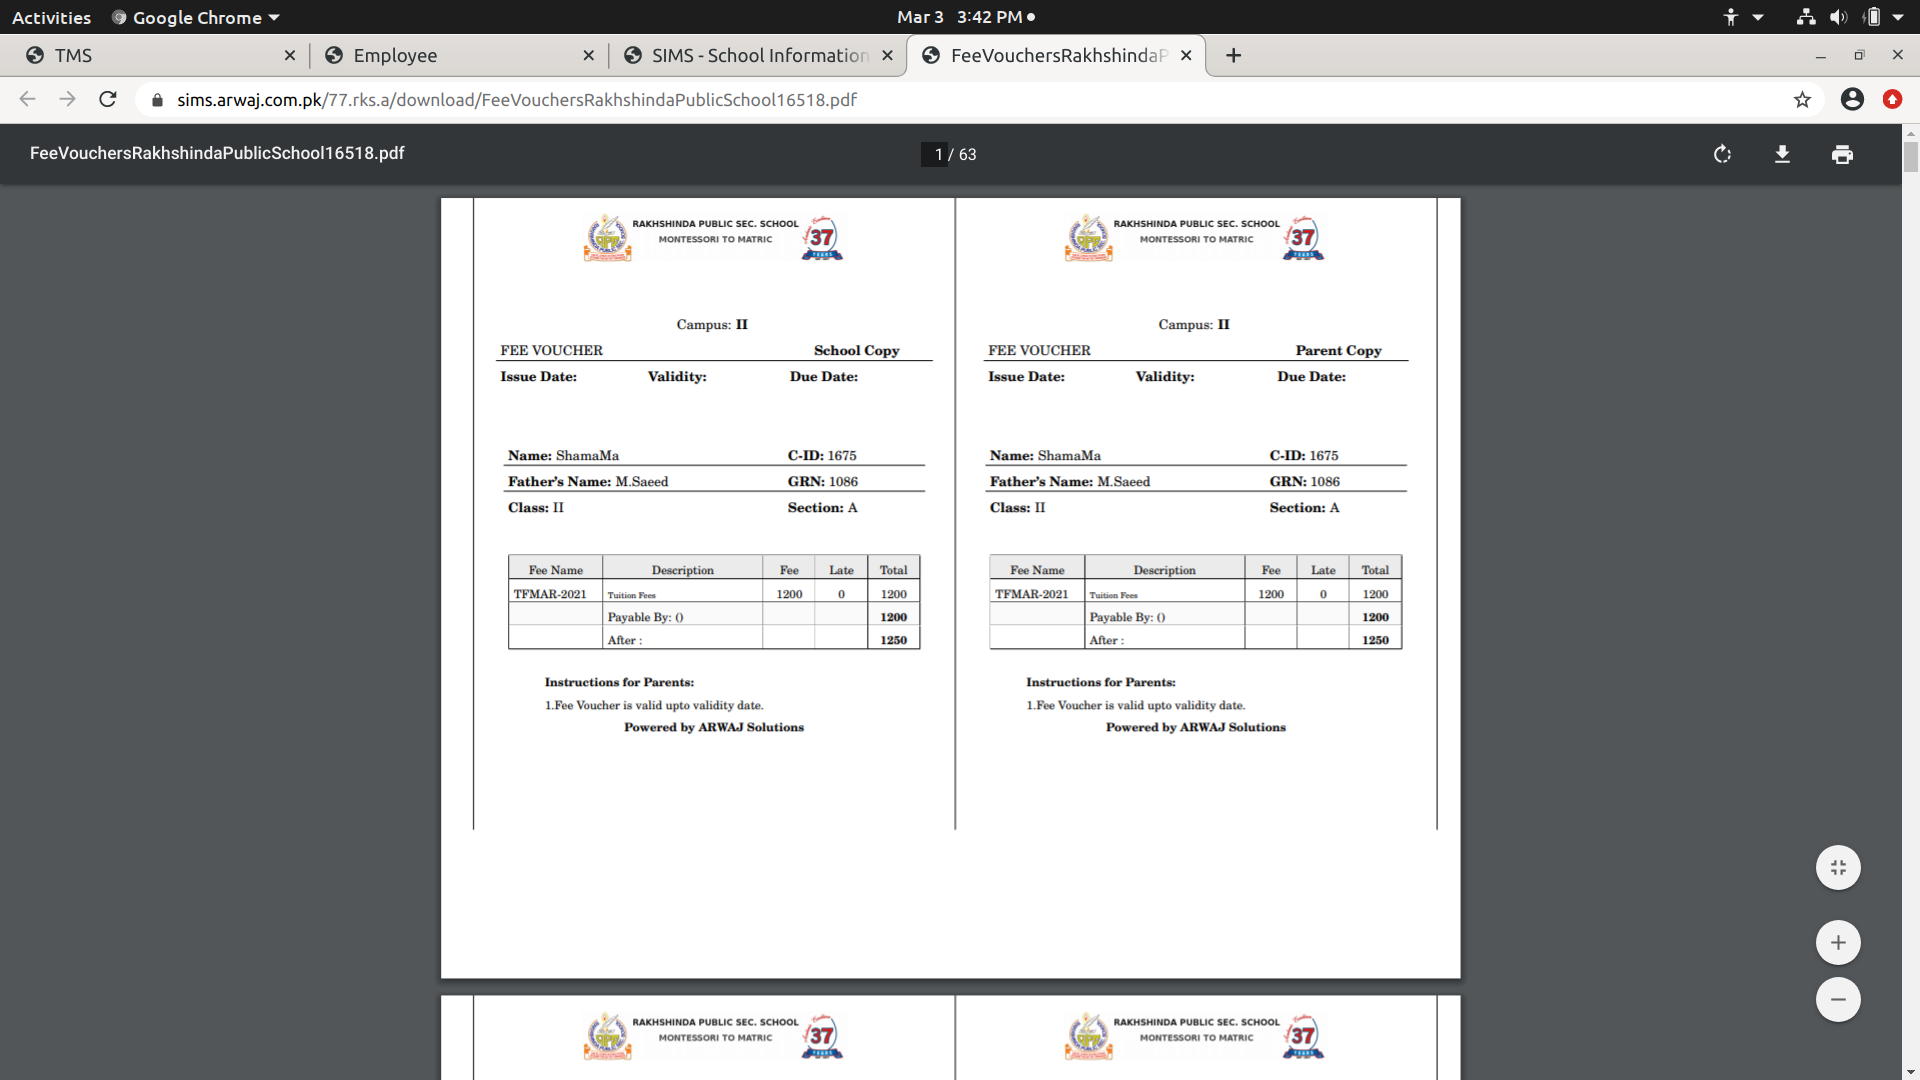 Activities Google Chrome Mar 3 3:42 PM
TMS Employee SIMS - School Information FeeVouchersRakhshindaP
sims.arwaj.com.pk/77.rks.a/download/FeeVouchersRakhshindaPublicSchool16518.pdf
FeeVouchersRakhshindaPublicSchool16518.pdf 1 / 63
RAKHSHINDA PUBLIC SEC. SCHOOL
MONTESSORI TO MATRIC
37
YEARS
Campus: II
FEE VOUCHER School Copy
Issue Date: Validity: Due Date:
Name: ShamaMa C-ID: 1675
Father's Name: M.Saeed GRN: 1086
Class: II Section: A
Fee Name Description Fee Late Total
TFMAR-2021 Tuition Fees 1200 0 1200
Payable By: () 1200
After : 1250
Instructions for Parents:
1.Fee Voucher is valid upto validity date.
Powered by ARWAJ Solutions
RAKHSHINDA PUBLIC SEC. SCHOOL
MONTESSORI TO MATRIC
37
YEARS
Campus: II
FEE VOUCHER Parent Copy
Issue Date: Validity: Due Date:
Name: ShamaMa C-ID: 1675
Father's Name: M.Saeed GRN: 1086
Class: II Section: A
Fee Name Description Fee Late Total
TFMAR-2021 Tuition Fees 1200 0 1200
Payable By: () 1200
After : 1250
Instructions for Parents:
1.Fee Voucher is valid upto validity date.
Powered by ARWAJ Solutions
RAKHSHINDA PUBLIC SEC. SCHOOL
MONTESSORI TO MATRIC
37
YEARS
RAKHSHINDA PUBLIC SEC. SCHOOL
MONTESSORI TO MATRIC
37
YEARS